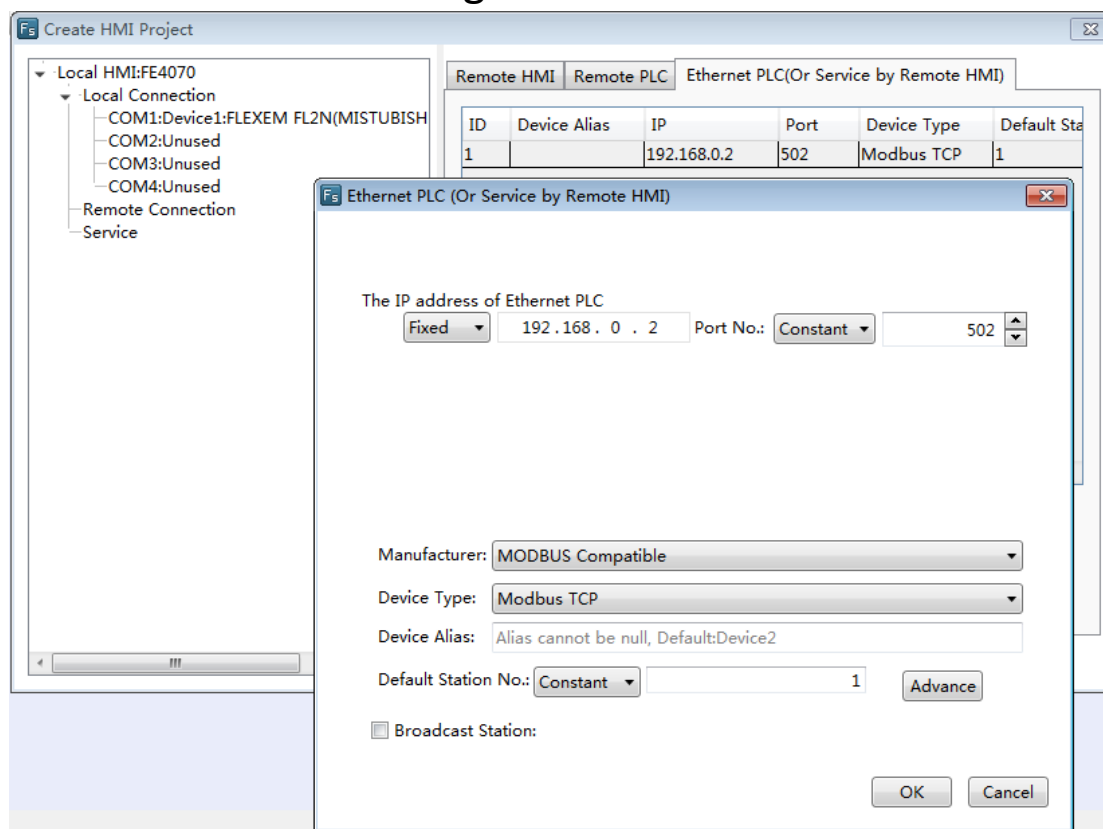 Fs Create HMI Project
Local HMI:FE4070
Local Connection
COM1:Device1:FLEXEM FL2N(MISTUBISH
COM2:Unused
COM3:Unused
COM4:Unused
Remote Connection
Service
Remote HMI Remote PLC Ethernet PLC(Or Service by Remote HMI)
ID Device Alias IP Port Device Type Default Sta
1 192.168.0.2 502 Modbus TCP 1
Fs Ethernet PLC (Or Service by Remote HMI)
The IP address of Ethernet PLC
Fixed 192.168. 0 . 2 Port No.: Constant 502
Manufacturer: MODBUS Compatible
Device Type: Modbus TCP
Device Alias: Alias cannot be null, Default:Device2
Default Station No.: Constant 1 Advance
Broadcast Station:
OK Cancel